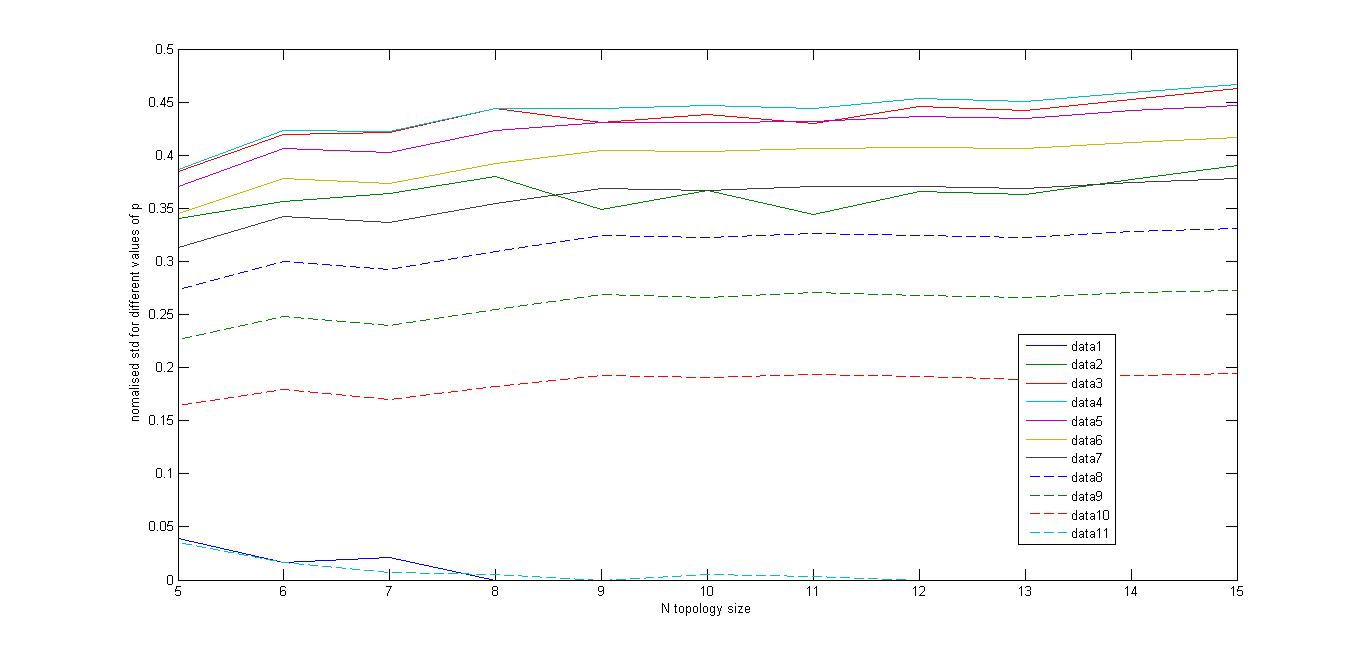 0.5
0.45
0.4
0.35
0.3
0.25
0.2
0.15
0.1
0.05
0
nomalised std for different values of p
5 6 7 8 9 10 11 12 13 14 15
N topology size
data1
data2
data3
data4
data5
data6
data7
data8
data9
data10
data11